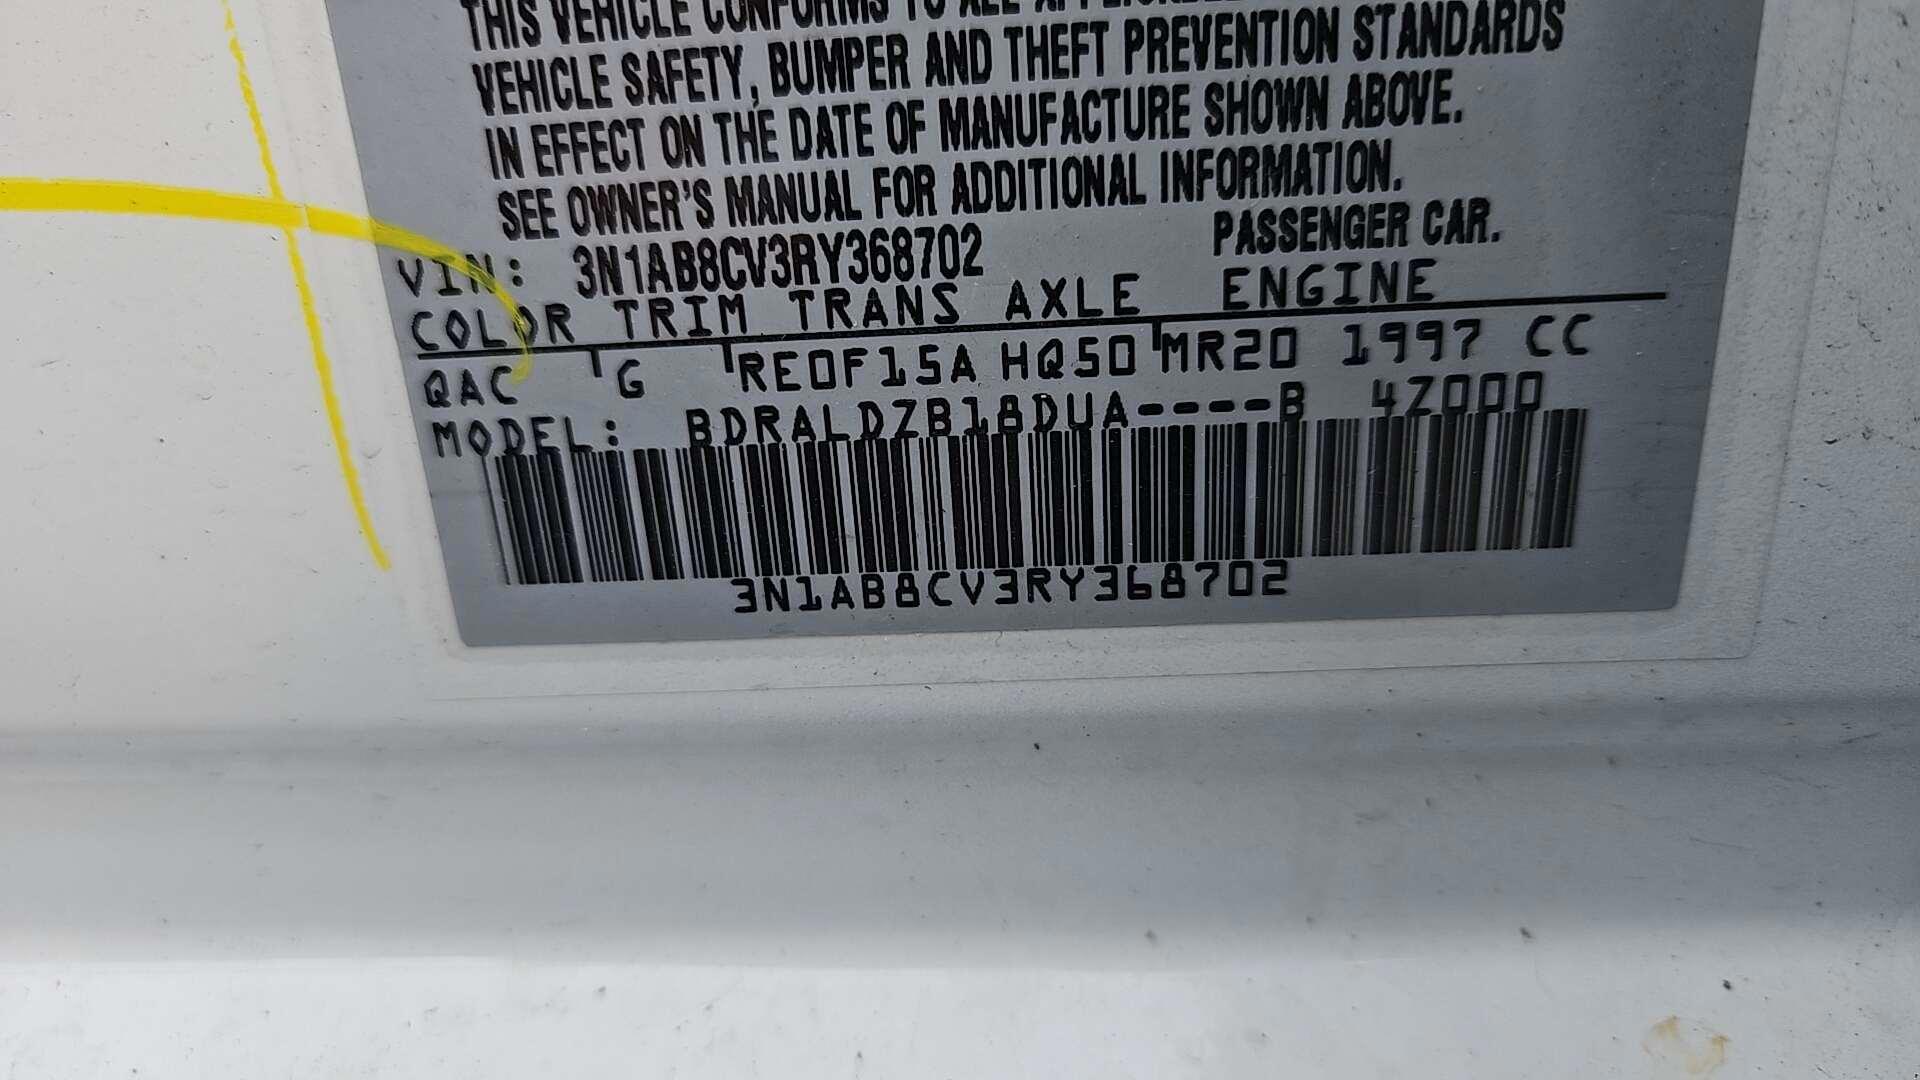 THIS VEHICLE CONFORMS TO ALL
VEHICLE SAFETY, BUMPER AND THEFT PREVENTION STANDARDS
IN EFFECT ON THE DATE OF MANUFACTURE SHOWN ABOVE.
SEE OWNER'S MANUAL FOR ADDITIONAL INFORMATION.
VIN: 3N1AB8CV3RY368702 PASSENGER CAR.
COLOR TRIM TRANS AXLE ENGINE
QAC G RE0F15A HQ50 MR20 1997 CC
MODEL: BDRALDZB18DUA----B 4Z000
3N1AB8CV3RY368702